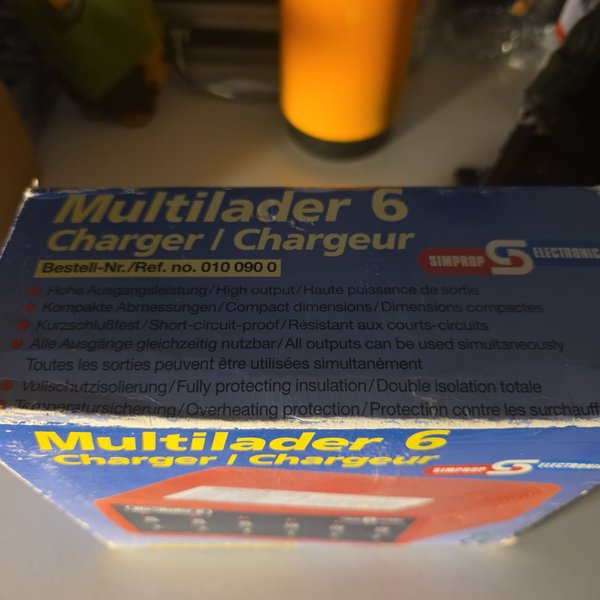 Multilader 6
Charger / Chargeur
Bestell-Nr./Ref. no. 010 090 0
SIMPROP ELECTRONIC
Hohe Ausgangsleistung/High output/Haute puissance de sortie
Kompakte Abmessungen/Compact dimensions/Dimensions compactes
Kurzschlußfest/Short-circuit-proof/Résistant aux courts-circuits
Alle Ausgänge gleichzeitig nutzbar/All outputs can be used simultaneously
Toutes les sorties peuvent être utilisées simultanément
Vollschutzisolierung/Fully protecting insulation/Double isolation totale
Temperatursicherung/Overheating protection/Protection contre les surchauff
Multilader 6
Charger / Chargeur
SIMPROP ELECTRONIC
Multilader 6